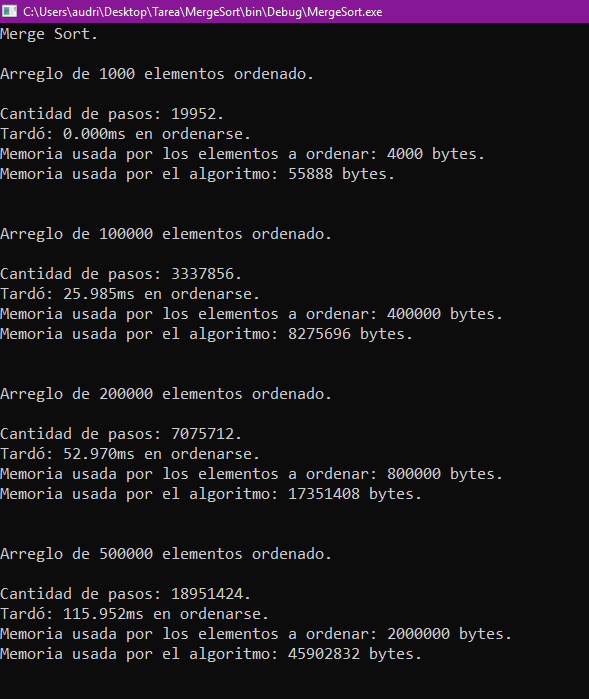 C:\Users\audri\Desktop\Tarea\MergeSort\bin\Debug\MergeSort.exe
Merge Sort.
Arreglo de 1000 elementos ordenado.
Cantidad de pasos: 19952.
Tardó: 0.000ms en ordenarse.
Memoria usada por los elementos a ordenar: 4000 bytes.
Memoria usada por el algoritmo: 55888 bytes.
Arreglo de 100000 elementos ordenado.
Cantidad de pasos: 3337856.
Tardó: 25.985ms en ordenarse.
Memoria usada por los elementos a ordenar: 400000 bytes.
Memoria usada por el algoritmo: 8275696 bytes.
Arreglo de 200000 elementos ordenado.
Cantidad de pasos: 7075712.
Tardó: 52.970ms en ordenarse.
Memoria usada por los elementos a ordenar: 800000 bytes.
Memoria usada por el algoritmo: 17351408 bytes.
Arreglo de 500000 elementos ordenado.
Cantidad de pasos: 18951424.
Tardó: 115.952ms en ordenarse.
Memoria usada por los elementos a ordenar: 2000000 bytes.
Memoria usada por el algoritmo: 45902832 bytes.